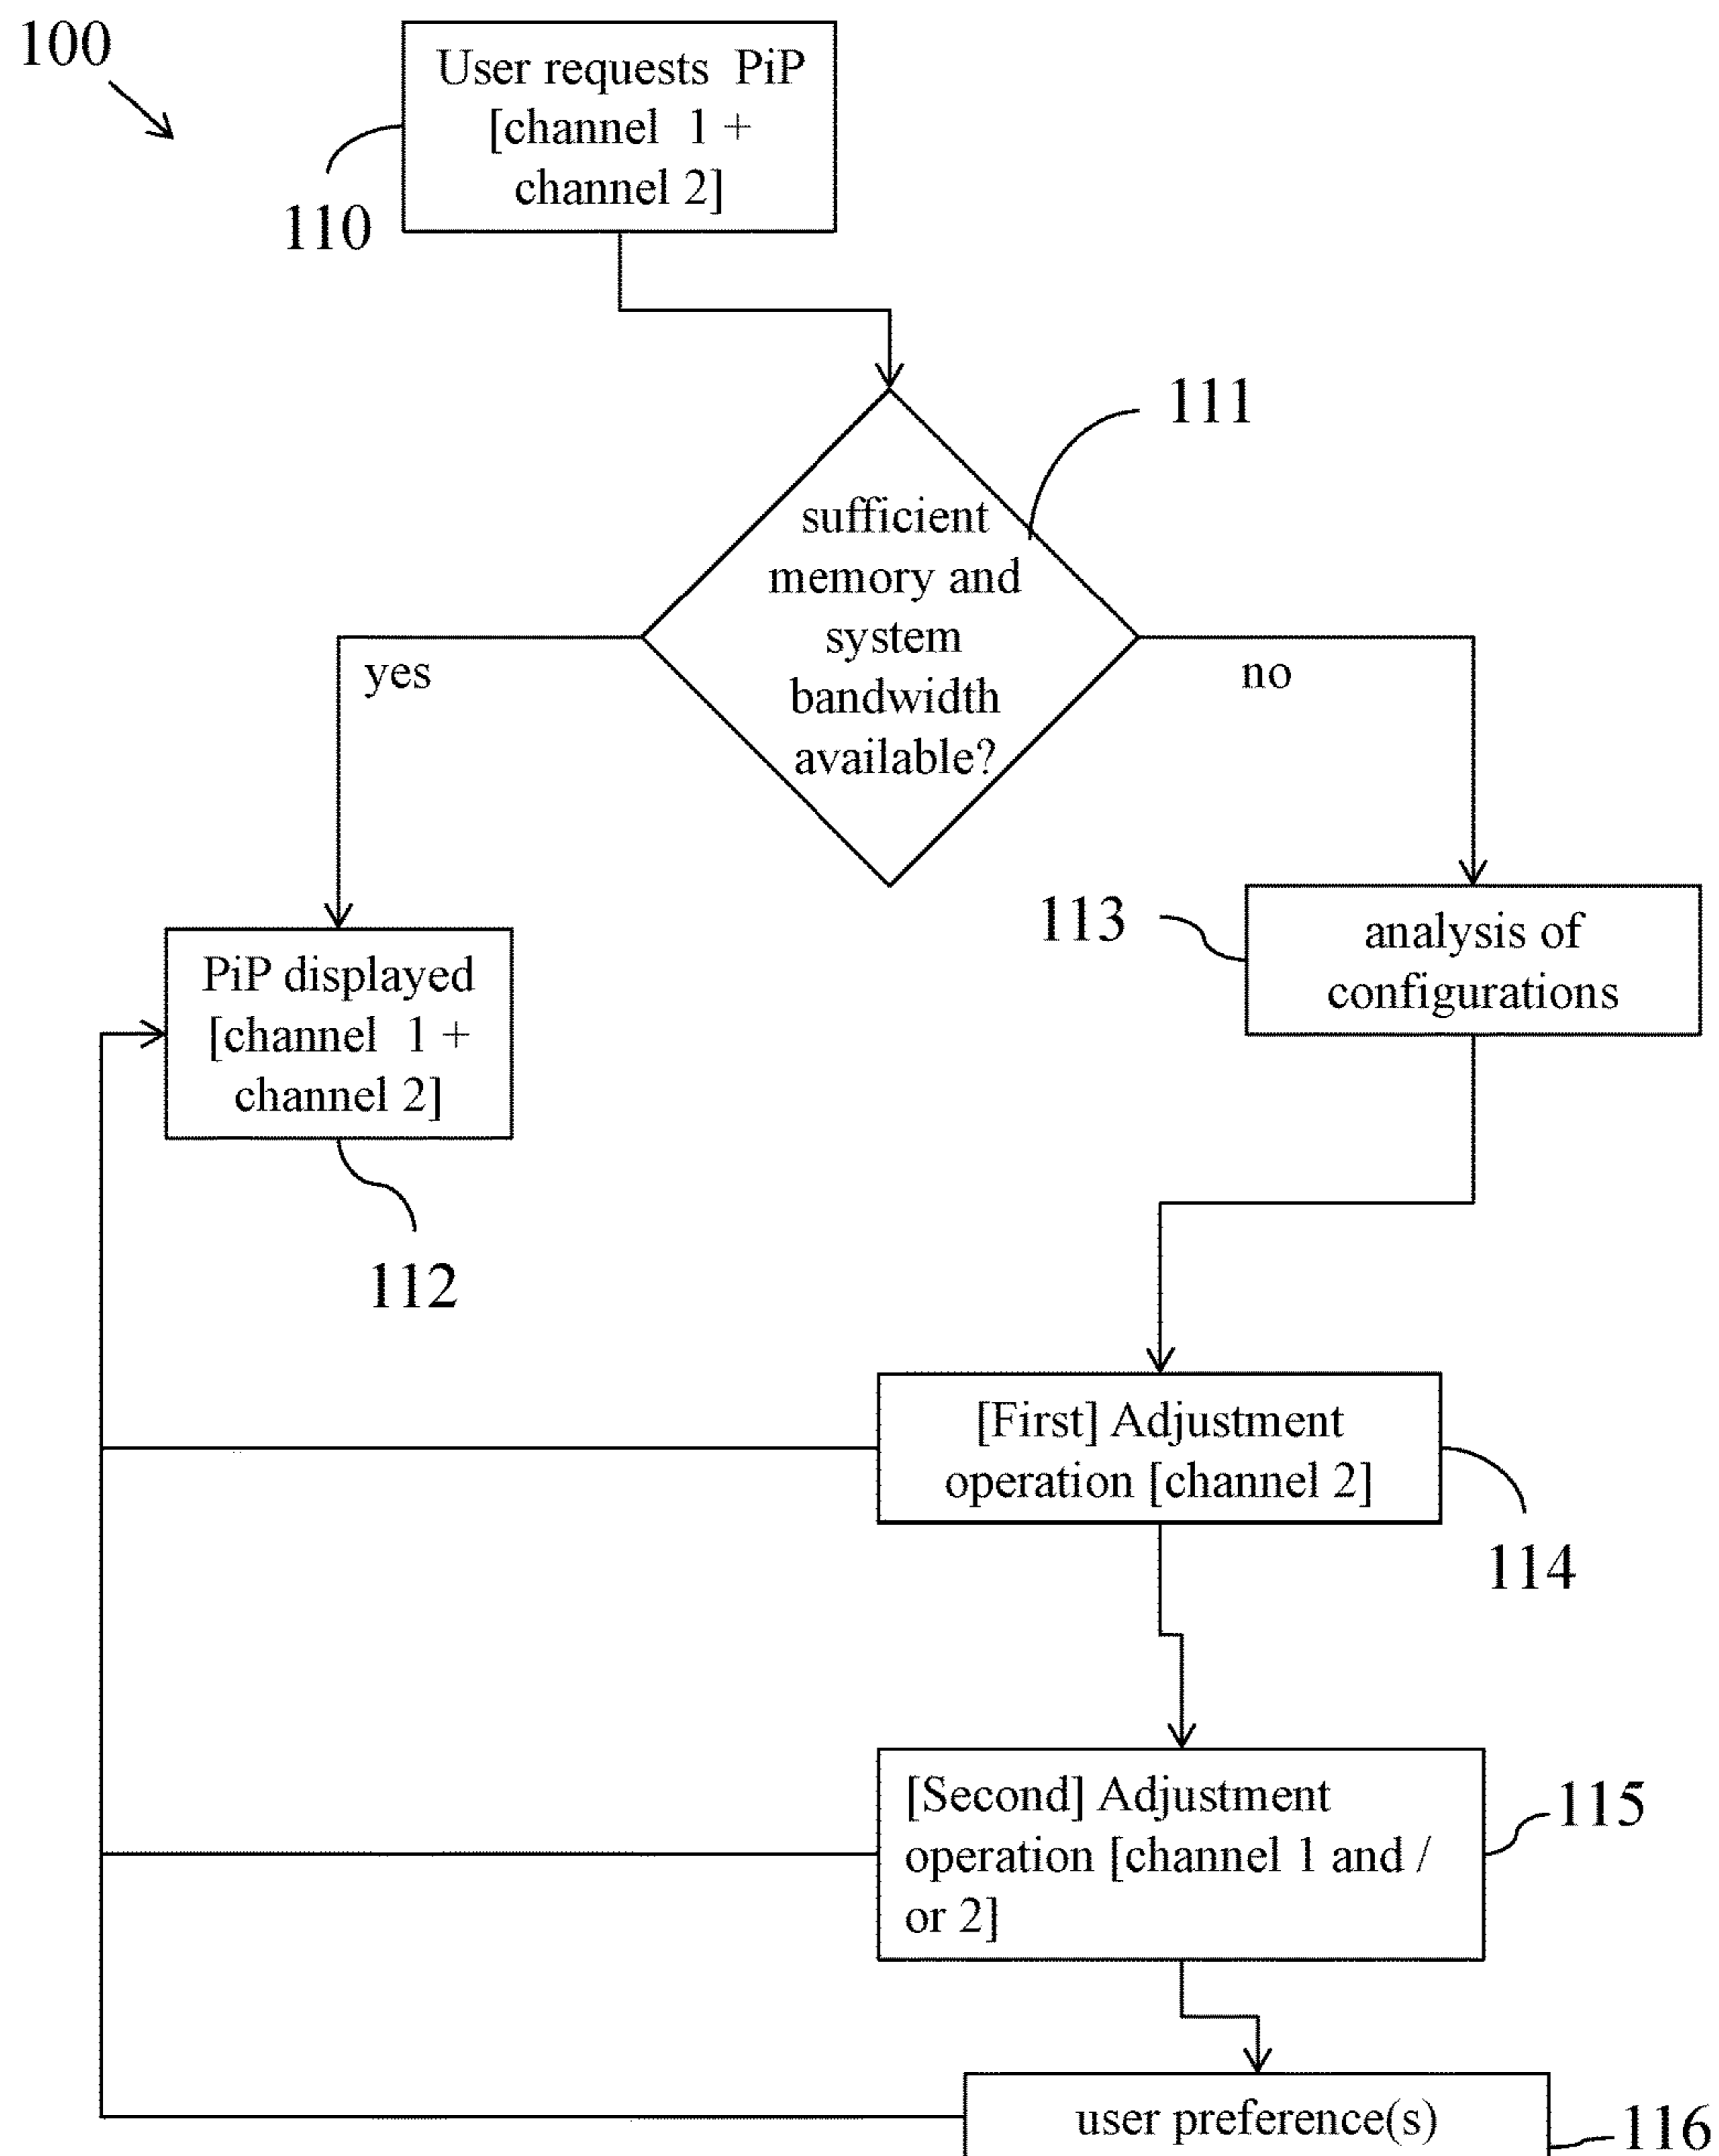 100
User requests PiP
[channel 1 +
channel 2]
110
111
sufficient
memory and
system
bandwidth
available?
yes
no
PiP displayed
[channel 1 +
channel 2]
112
113
analysis of
configurations
[First] Adjustment
operation [channel 2]
114
[Second] Adjustment
operation [channel 1 and /
or 2]
115
user preference(s)
116